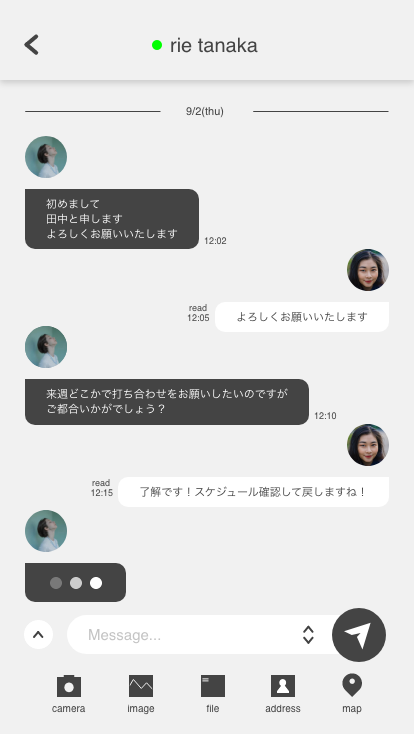 rie tanaka
9/2(thu)
初めまして
田中と申します
よろしくお願いいたします
12:02
read
12:05
よろしくお願いいたします
来週どこかで打ち合わせをお願いしたいのですが
ご都合いかがでしょう？
12:10
read
12:15
了解です！スケジュール確認して戻しますね！
Message...
camera
image
file
address
map